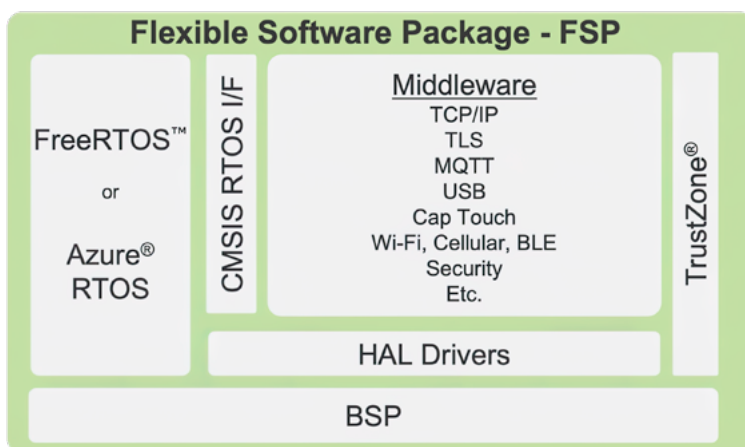 Flexible Software Package - FSP
FreeRTOS™
or
Azure®
RTOS
CMSIS RTOS I/F
Middleware
TCP/IP
TLS
MQTT
USB
Cap Touch
Wi-Fi, Cellular, BLE
Security
Etc.
TrustZone®
HAL Drivers
BSP